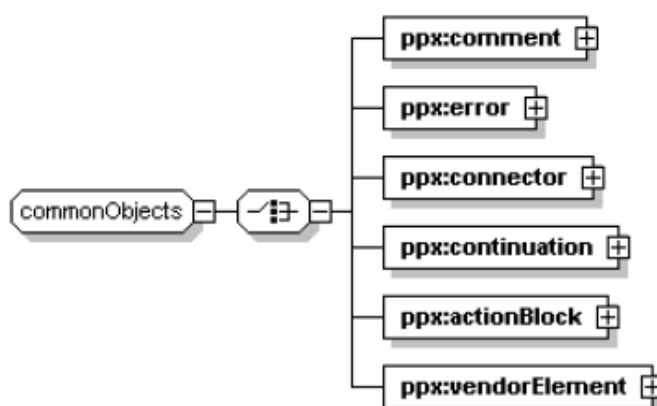 ppx:comment
ppx:error
ppx:connector
commonObjects
ppx:continuation
ppx:actionBlock
ppx:vendorElement